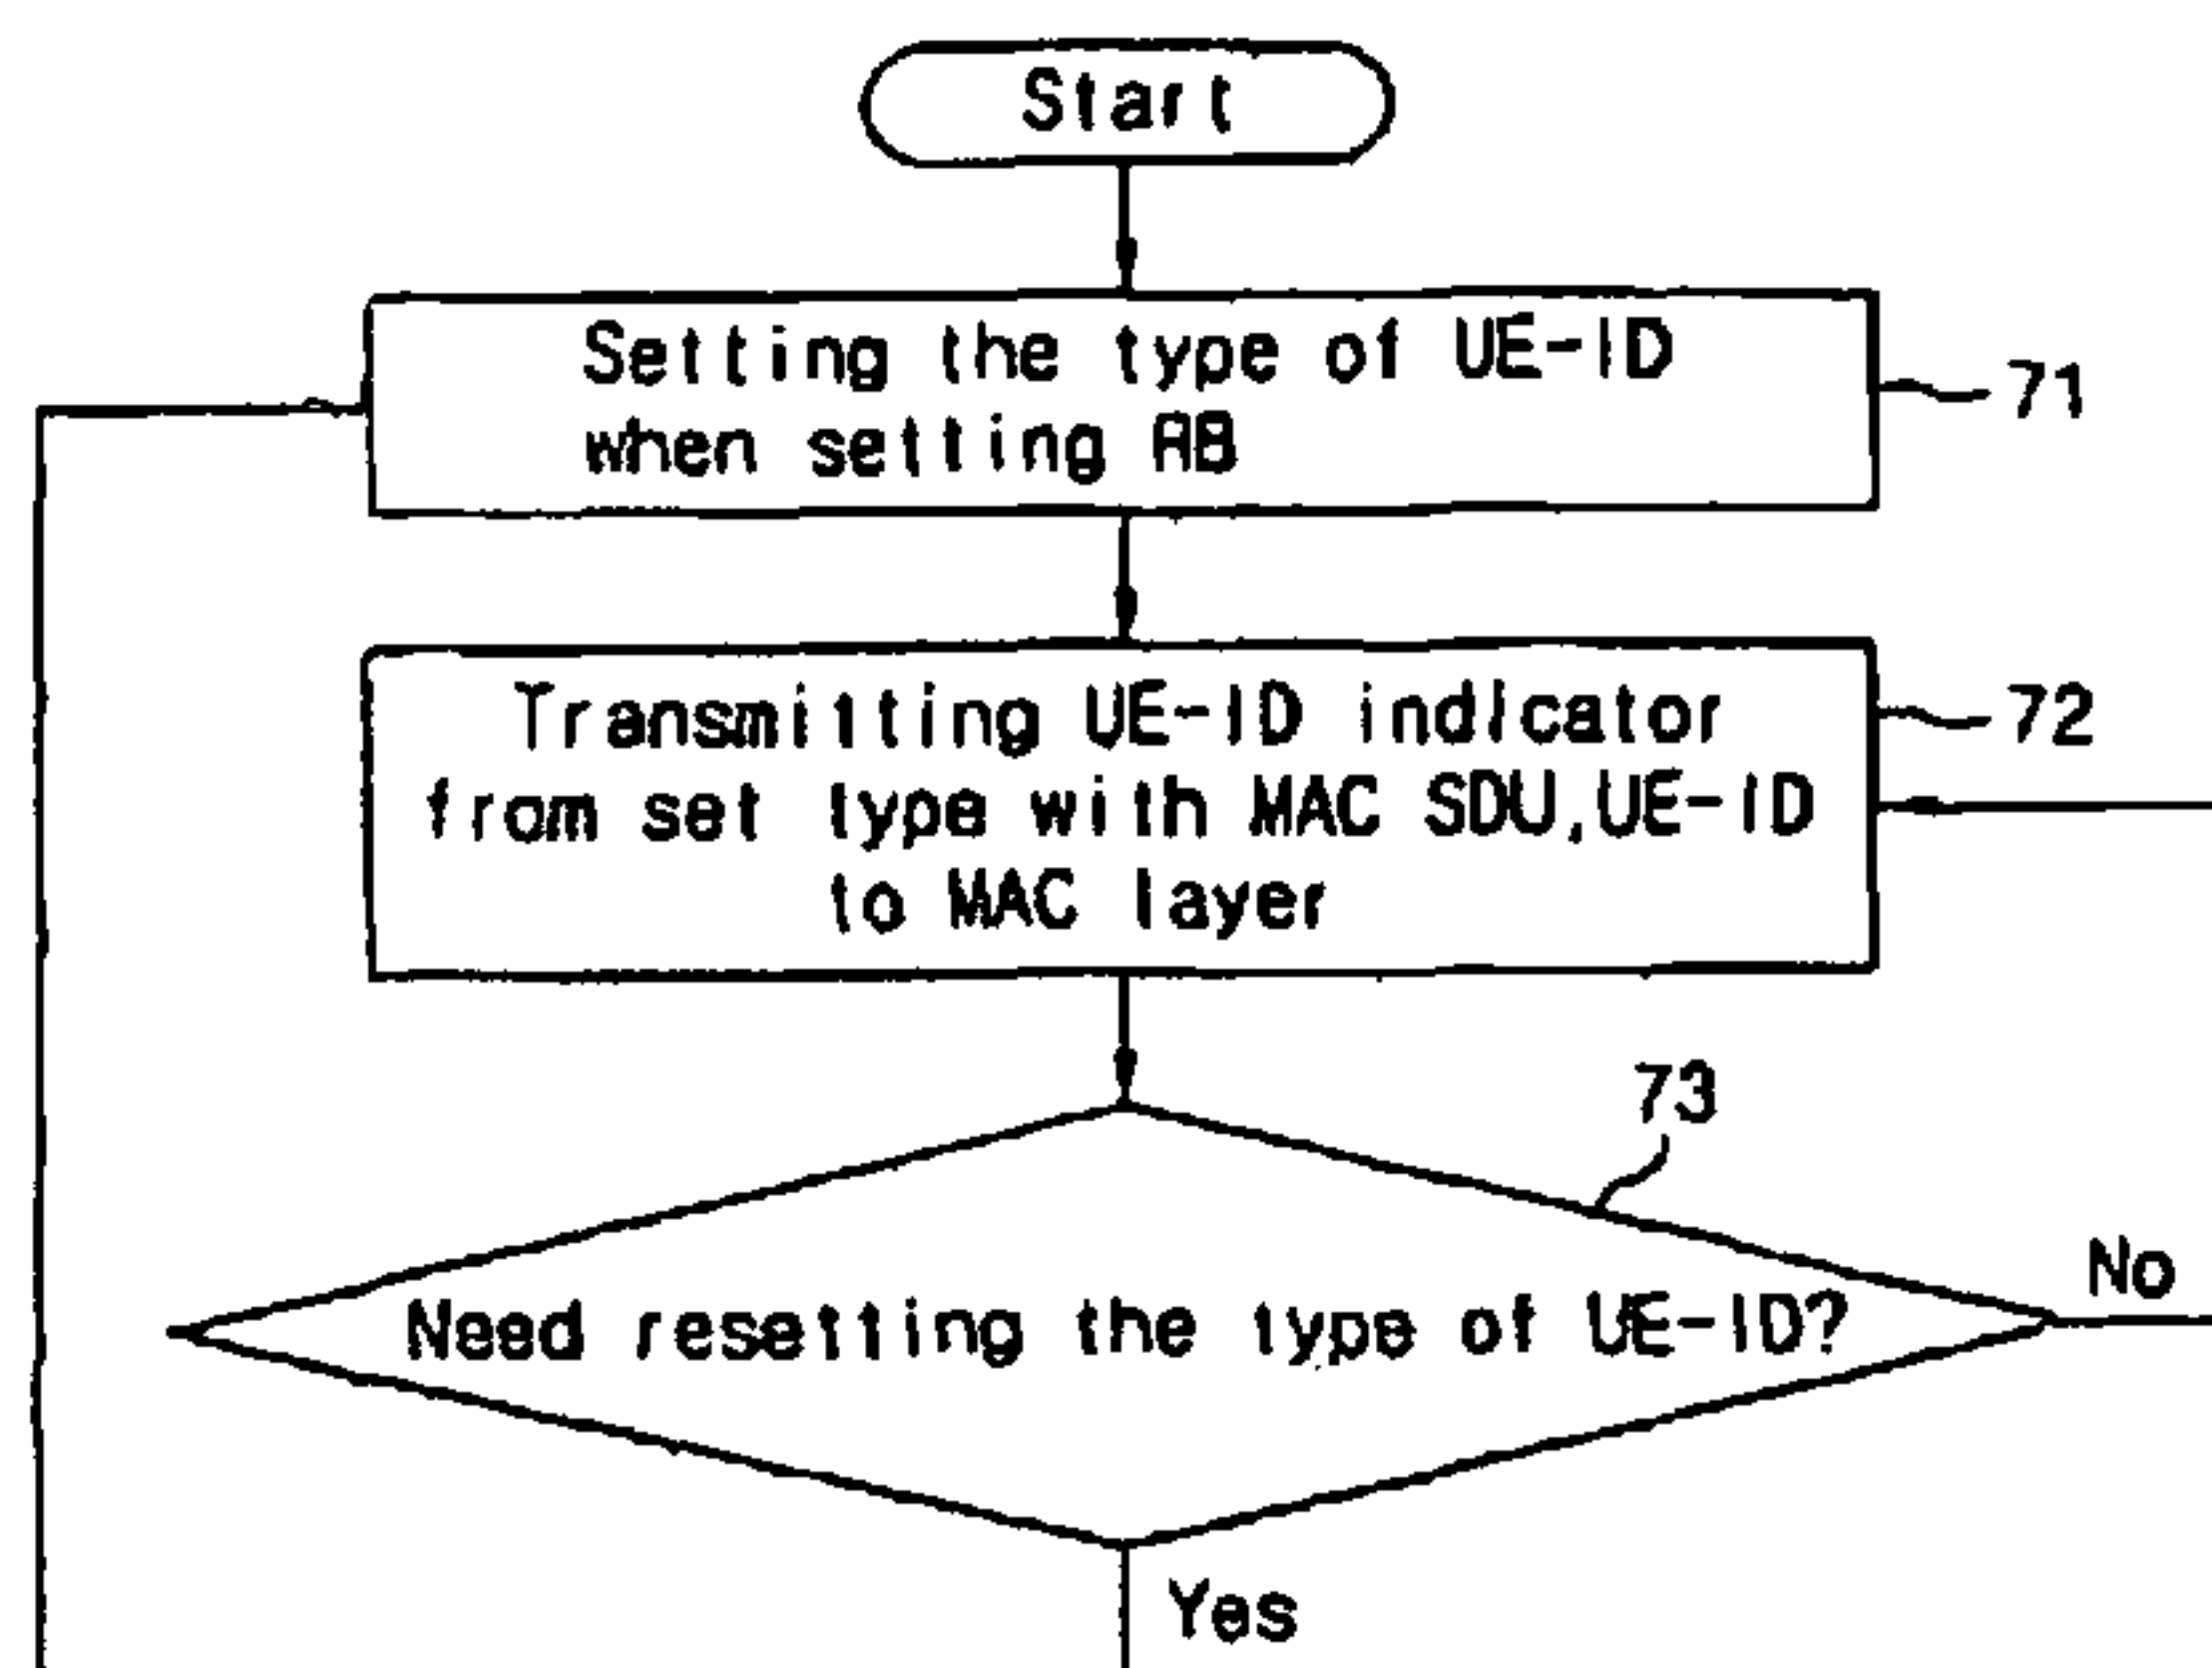 Start
Setting the type of UE-ID
when setting RB
71
Transmitting UE-ID indicator
from set type with MAC SDU,UE-ID
to MAC layer
72
73
Need resetting the type of UE-ID?
No
Yes